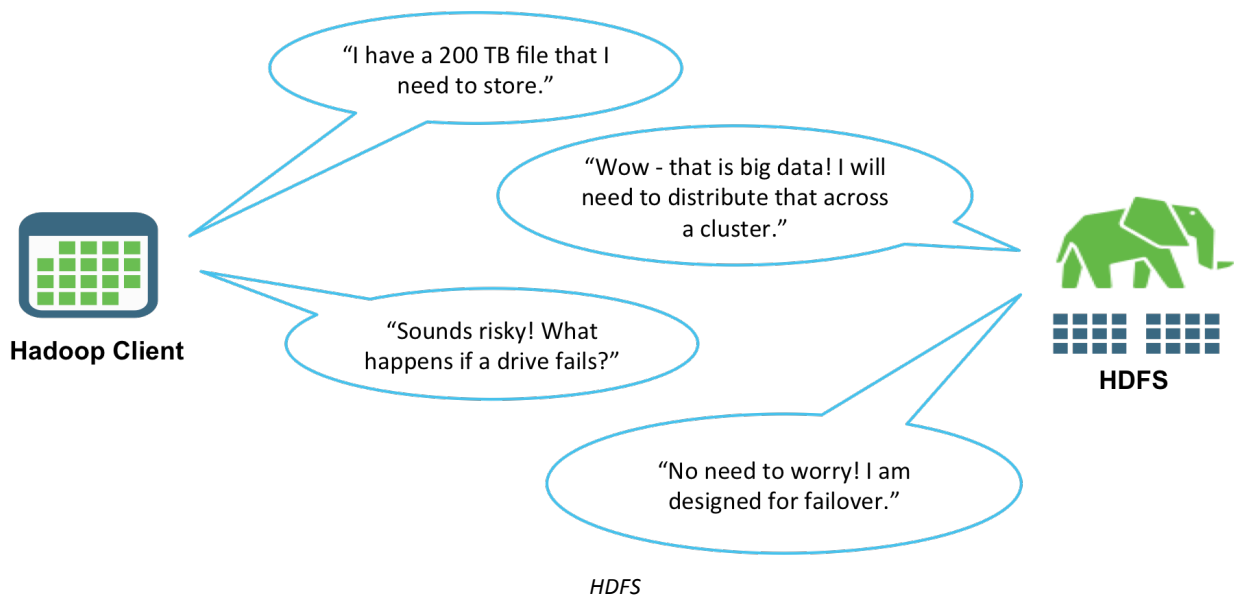 “I have a 200 TB file that I
need to store.”
“Wow - that is big data! I will
need to distribute that across
a cluster.”
“Sounds risky! What
happens if a drive fails?”
“No need to worry! I am
designed for failover.”
Hadoop Client
HDFS
HDFS